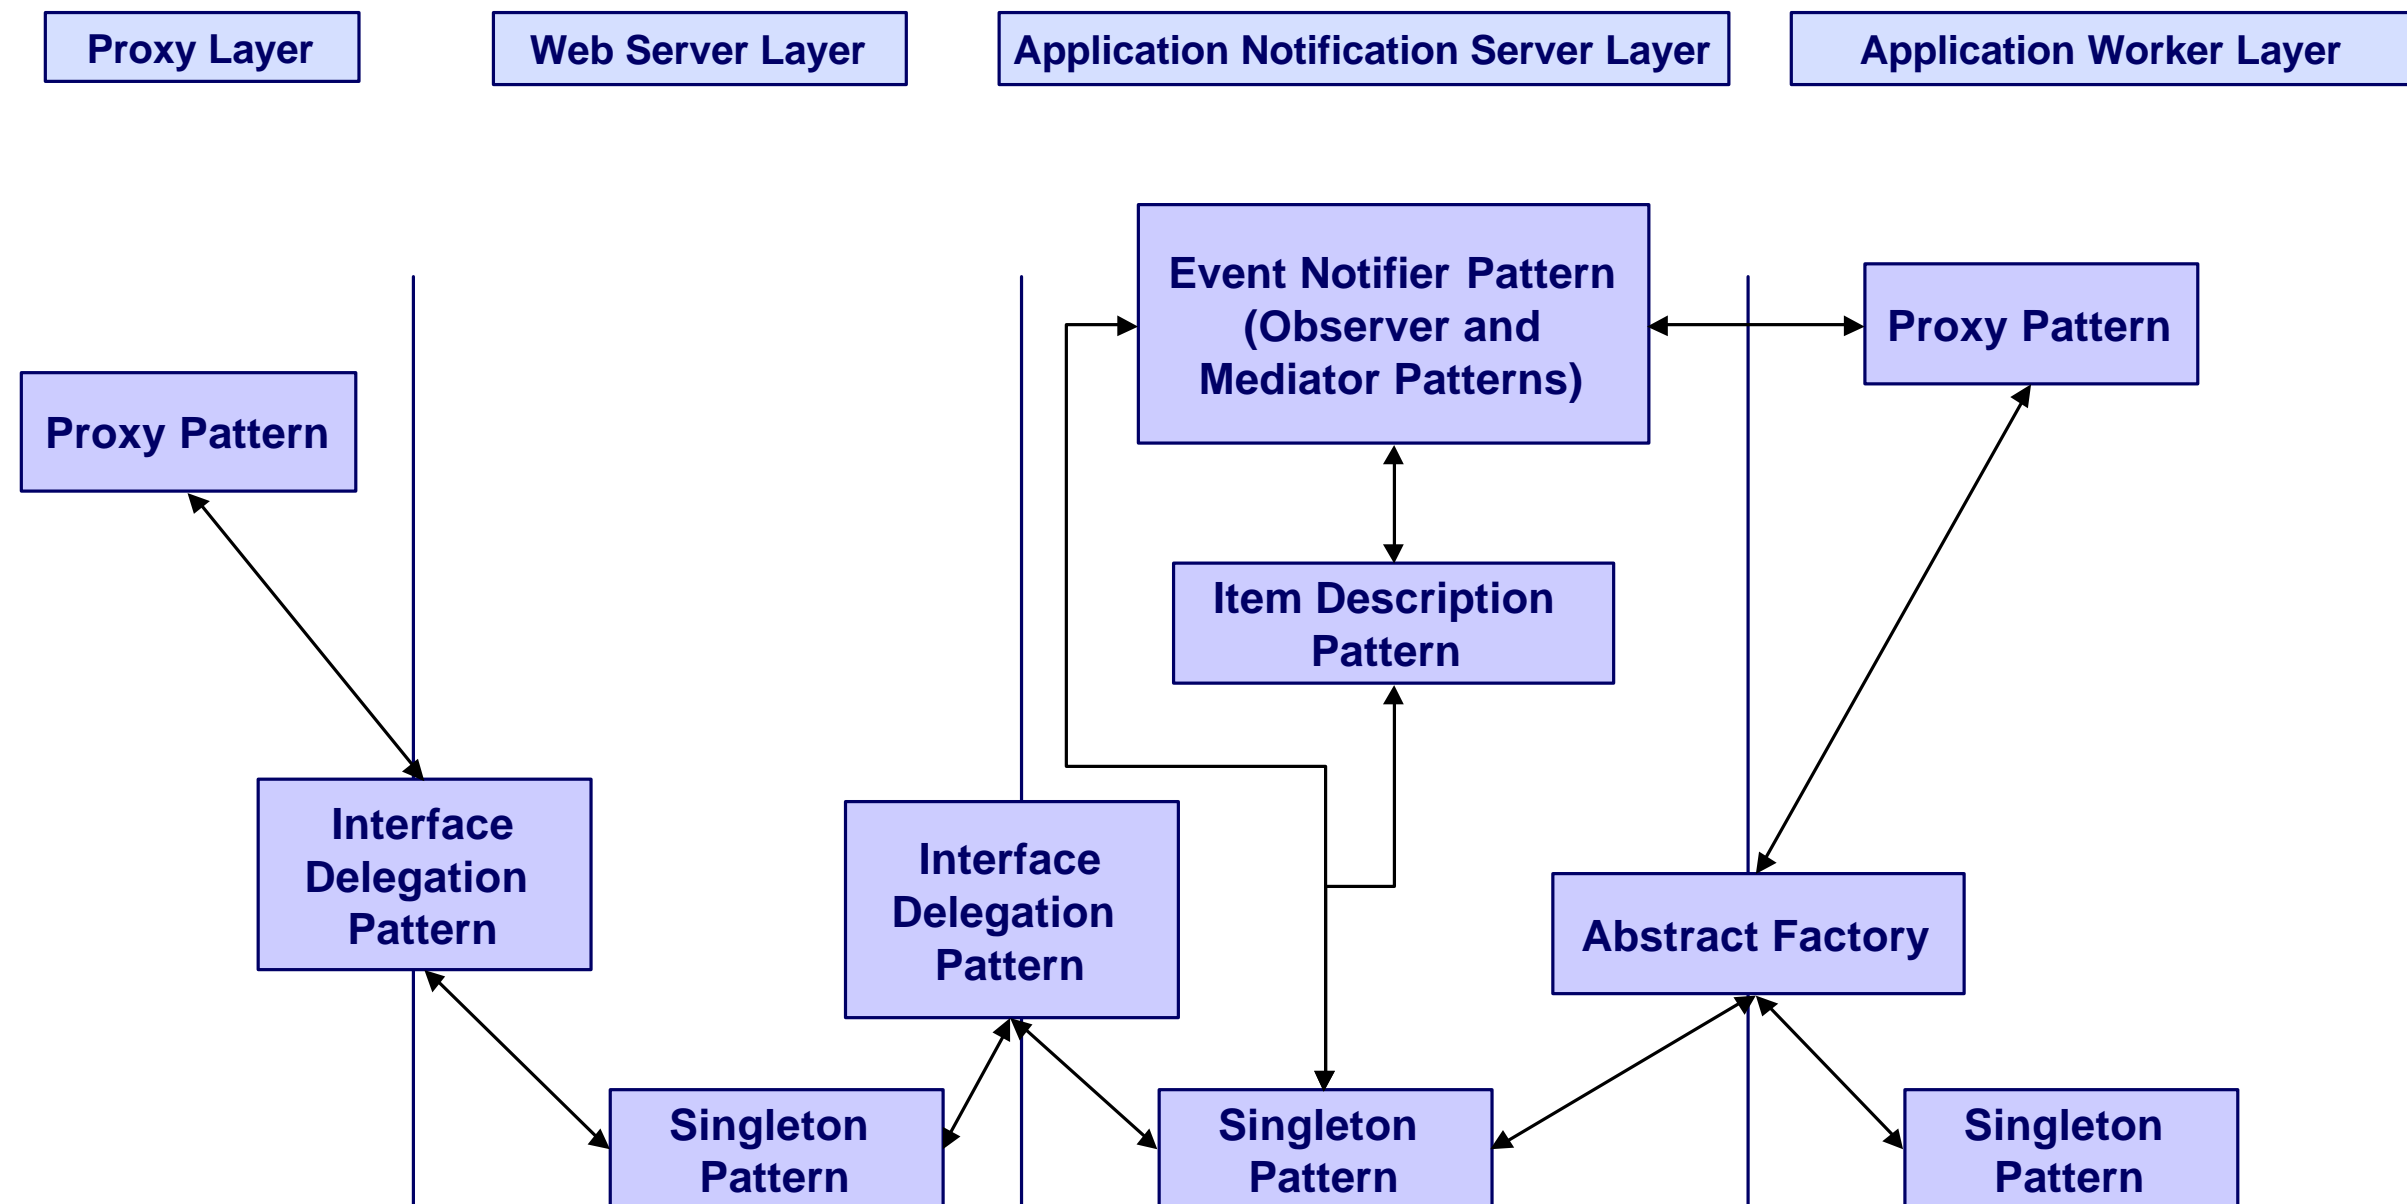 Proxy Layer
Web Server Layer
Application Notification Server Layer
Application Worker Layer
Event Notifier Pattern
(Observer and
Mediator Patterns)
Proxy Pattern
Proxy Pattern
Item Description
Pattern
Interface
Delegation
Pattern
Interface
Delegation
Pattern
Abstract Factory
Singleton
Pattern
Singleton
Pattern
Singleton
Pattern